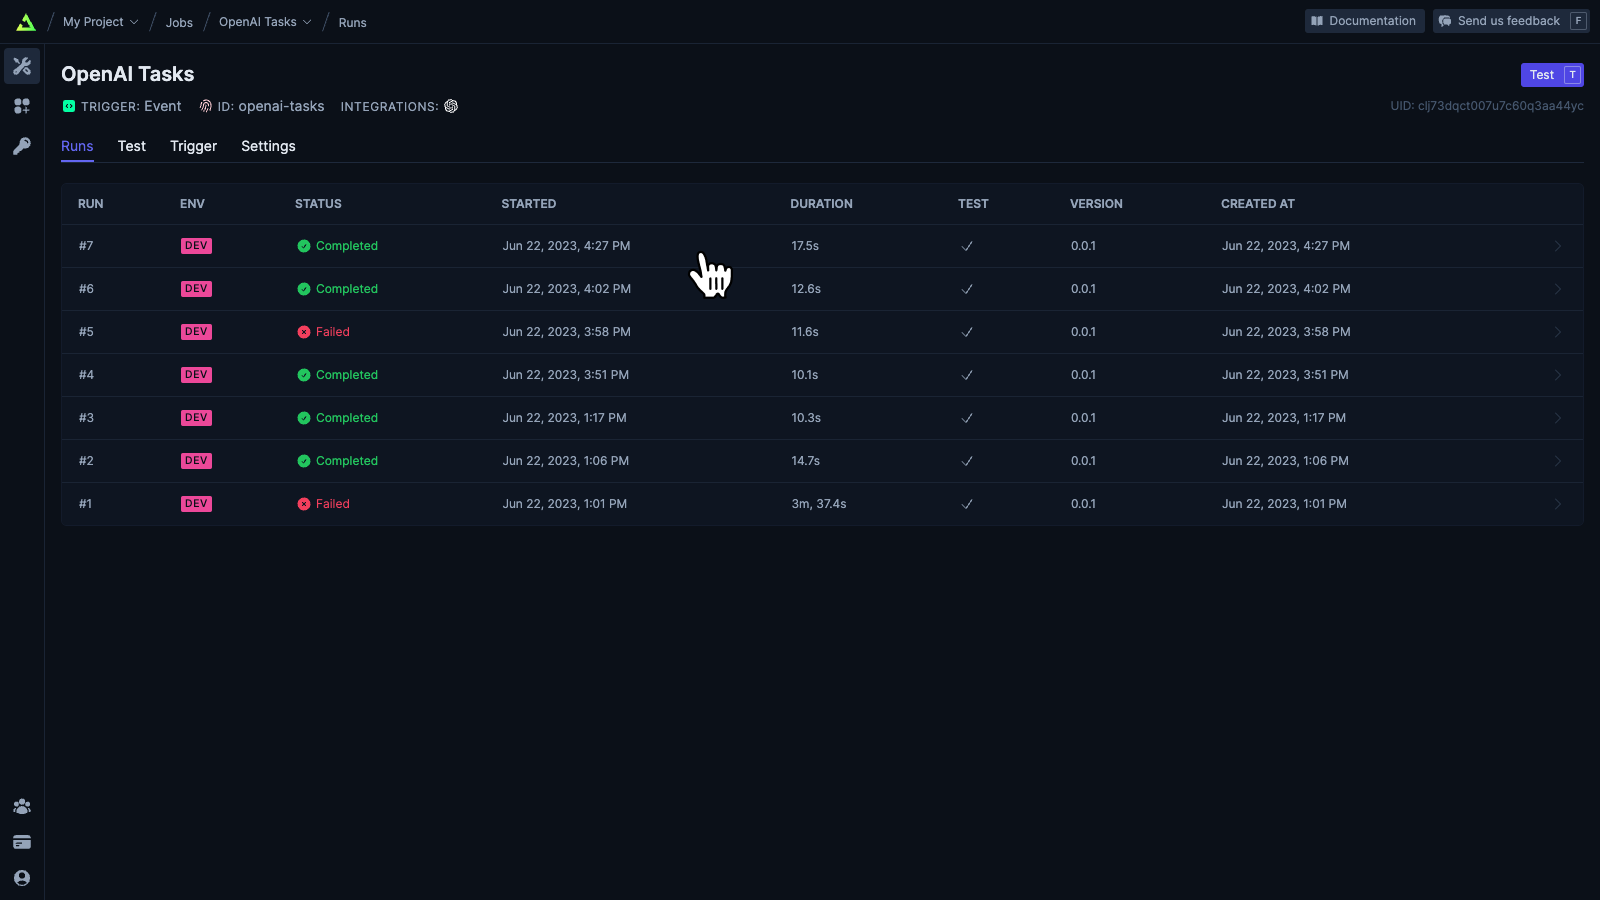 My Project / Jobs / OpenAI Tasks / Runs
Documentation
Send us feedback F
OpenAI Tasks
Test T
TRIGGER: Event ID: openai-tasks INTEGRATIONS:
UID: clj73dqct007u7c60q3aa44yc
Runs Test Trigger Settings
RUN ENV STATUS STARTED DURATION TEST VERSION CREATED AT
#7 DEV Completed Jun 22, 2023, 4:27 PM 17.5s 0.0.1 Jun 22, 2023, 4:27 PM
#6 DEV Completed Jun 22, 2023, 4:02 PM 12.6s 0.0.1 Jun 22, 2023, 4:02 PM
#5 DEV Failed Jun 22, 2023, 3:58 PM 11.6s 0.0.1 Jun 22, 2023, 3:58 PM
#4 DEV Completed Jun 22, 2023, 3:51 PM 10.1s 0.0.1 Jun 22, 2023, 3:51 PM
#3 DEV Completed Jun 22, 2023, 1:17 PM 10.3s 0.0.1 Jun 22, 2023, 1:17 PM
#2 DEV Completed Jun 22, 2023, 1:06 PM 14.7s 0.0.1 Jun 22, 2023, 1:06 PM
#1 DEV Failed Jun 22, 2023, 1:01 PM 3m, 37.4s 0.0.1 Jun 22, 2023, 1:01 PM